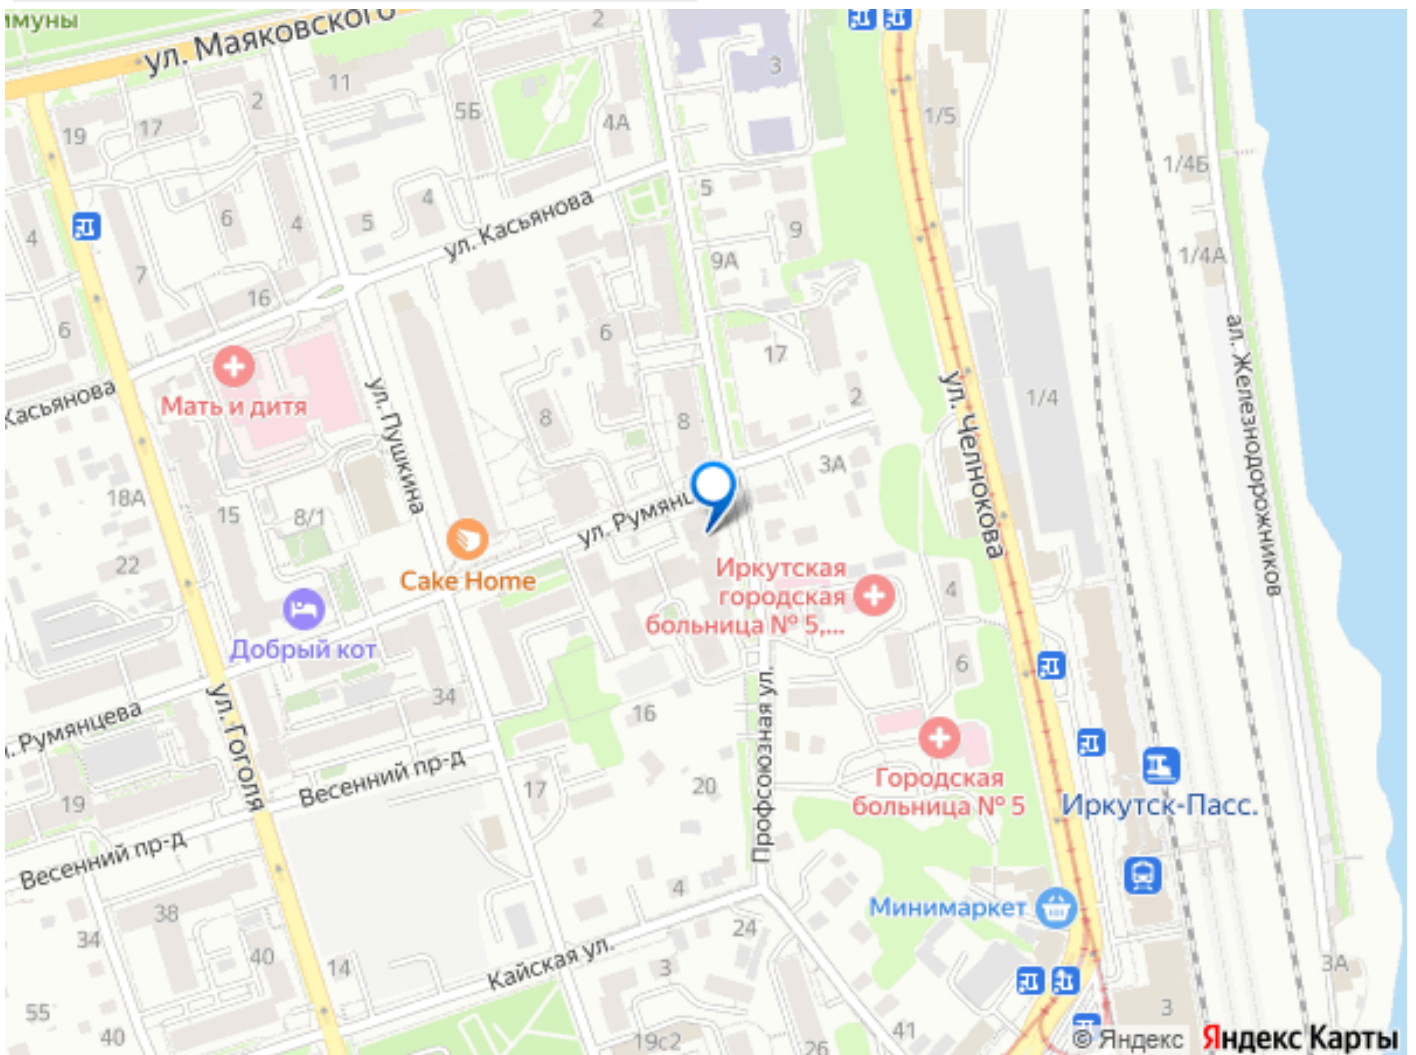 ммуны
ул. Маяковского
2
3
11
2
5Б
4А
1/5
19
17
1/4Б
5
4
6
4
5
9
ул. Касьянова
4
9А
1/4А
7
16
6
6
17
ал. Железнодорожников
Мать и дитя
Касьянова
ул. Пушкина
2
1/4
ул. Челнокова
8
8
3А
18А
15
8/1
ул. Румянц
22
Cake Home
Иркутская
городская
больница № 5,...
4
Добрый кот
6
Профсоюзная ул.
34
16
. Румянцева
ул. Гоголя
Городская
больница № 5
Иркутск-Пасс.
Весенний пр-д
17
20
19
Весенний пр-д
4
Минимаркет
38
34
40
24
Кайская ул.
14
3
3А
55
40
19с2
26
41
3
© Яндекс
Яндекс Карты